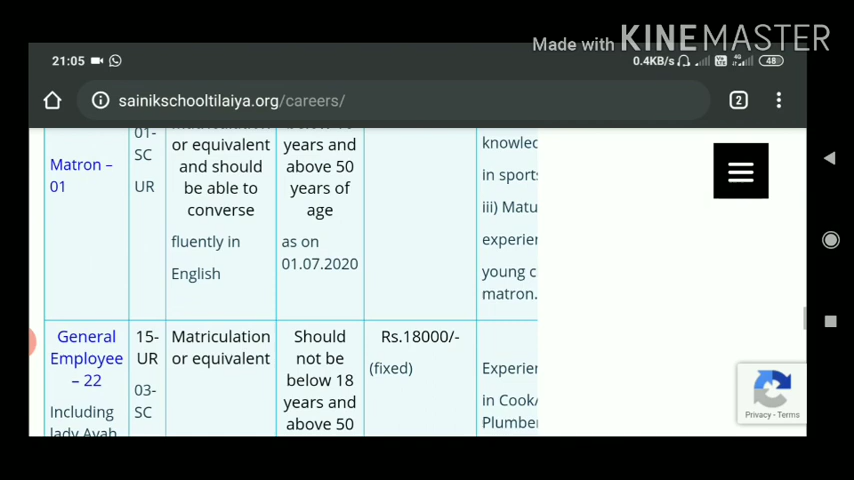 Made with KINEMASTER
21:05
0.4KB/s
48
sainikschooltilaiya.org/careers/
2
Matron –
01
01-
SC
UR
or equivalent
and should
be able to
converse
fluently in
English
years and
above 50
years of
age
as on
01.07.2020
knowled
in sports
iii) Matu
experien
young c
matron.
General
Employee
– 22
Including
lady Ayah
15-
UR
03-
SC
Matriculation
or equivalent
Should
not be
below 18
years and
above 50
Rs.18000/-
(fixed)
Experien
in Cook/
Plumber
Privacy - Terms